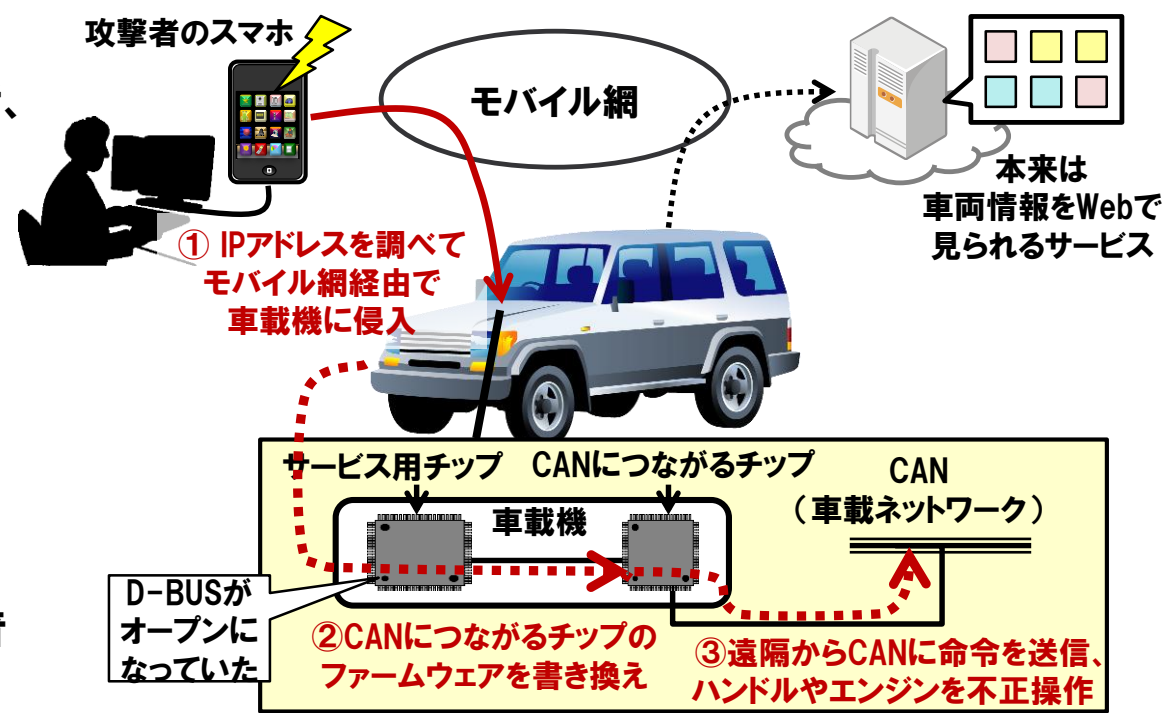 攻撃者のスマホ
モバイル網
本来は
車両情報をWebで
見られるサービス
① IPアドレスを調べて
モバイル網経由で
車載機に侵入
サービス用チップ
CANにつながるチップ
CAN
（車載ネットワーク）
車載機
D-BUSが
オープンに
なっていた
②CANにつながるチップの
ファームウェアを書き換え
③遠隔からCANに命令を送信、
ハンドルやエンジンを不正操作